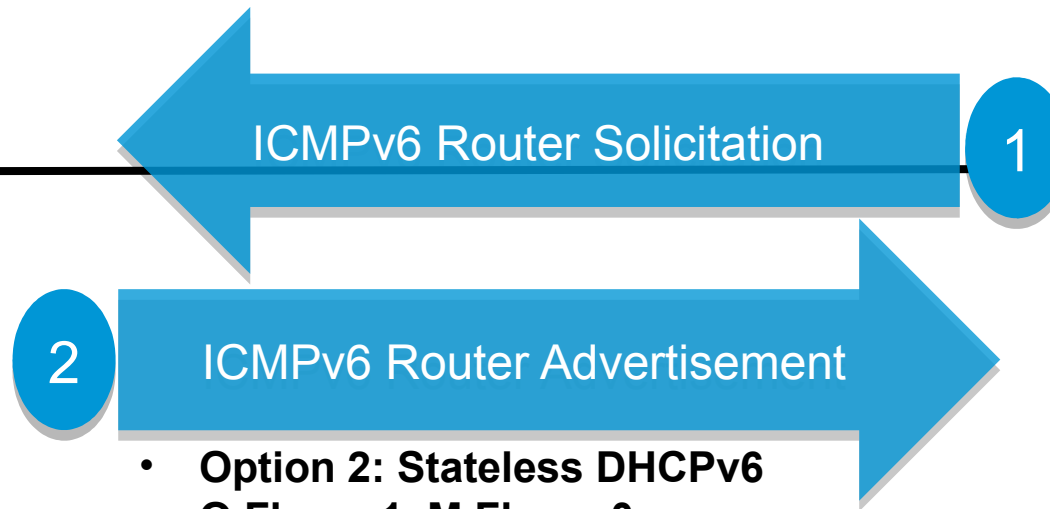 ICMPv6 Router Solicitation 1
2 ICMPv6 Router Advertisement
• Option 2: Stateless DHCPv6